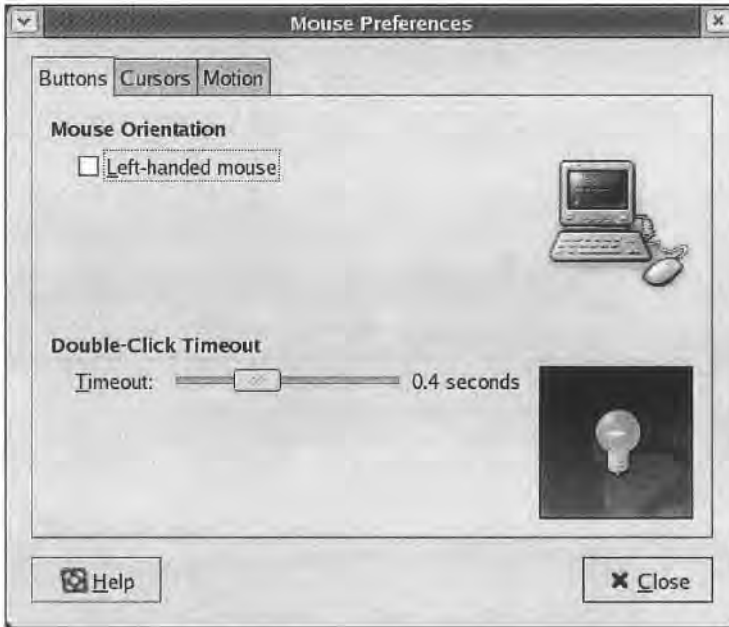 Mouse Preferences
Buttons Cursors Motion
Mouse Orientation
Left-handed mouse
Double-Click Timeout
Timeout: 0.4 seconds
Help Close